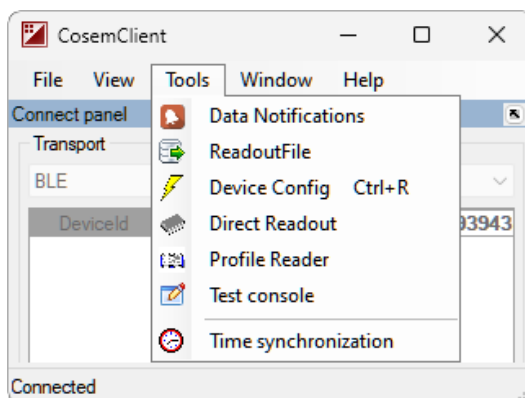 CosemClient
File View Tools Window Help
Connect panel
Data Notifications
Transport
ReadoutFile
BLE
Device Config Ctrl+R
DeviceId
Direct Readout
93943
Profile Reader
Test console
Time synchronization
Connected